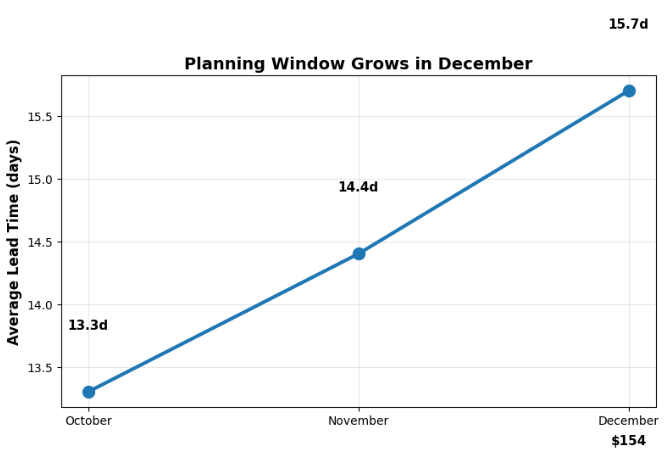 15.7d
Planning Window Grows in December
Average Lead Time (days)
15.5
15.0
14.5
14.0
13.5
14.4d
13.3d
October November December
$154